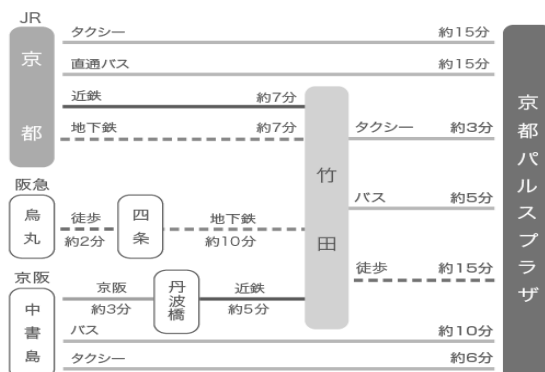 JR
京都
タクシー 約15分
直通バス 約15分
近鉄 約7分
地下鉄 約7分
竹田
タクシー 約3分
バス 約5分
徒歩 約15分
阪急
烏丸
徒歩
約2分
四条
地下鉄
約10分
京阪
中書島
京阪
約3分
丹波橋
近鉄
約5分
バス 約10分
タクシー 約6分
京都パルスプラザ